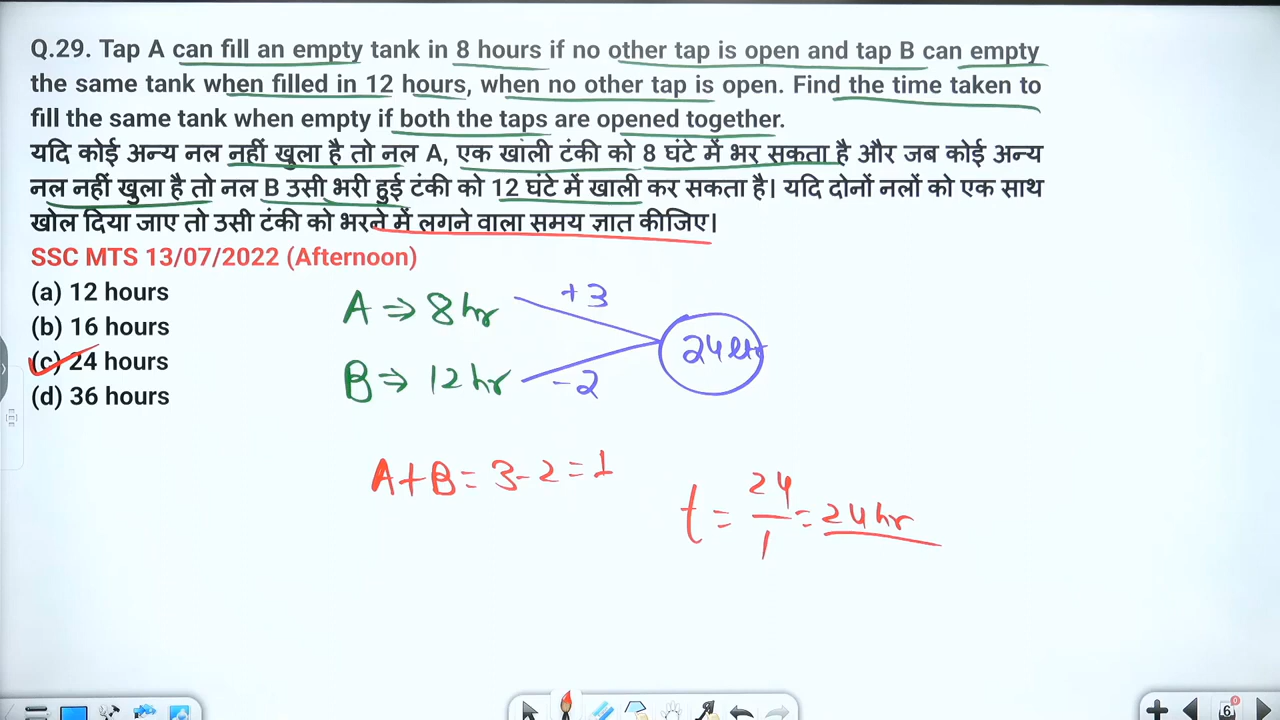 Q.29. Tap A can fill an empty tank in 8 hours if no other tap is open and tap B can empty
the same tank when filled in 12 hours, when no other tap is open. Find the time taken to
fill the same tank when empty if both the taps are opened together.
यदि कोई अन्य नल नहीं खुला है तो नल A, एक खाली टंकी को 8 घंटे में भर सकता है और जब कोई अन्य
नल नहीं खुला है तो नल B उसी भरी हुई टंकी को 12 घंटे में खाली कर सकता है। यदि दोनों नलों को एक साथ
खोल दिया जाए तो उसी टंकी को भरने में लगने वाला समय ज्ञात कीजिए।
SSC MTS 13/07/2022 (Afternoon)
(a) 12 hours
(b) 16 hours
(c) 24 hours
(d) 36 hours
A ⇒ 8 hr
+3
24 ltr
B ⇒ 12 hr
-2
A+B = 3-2 = 1
t = 24/1 = 24 hr
6